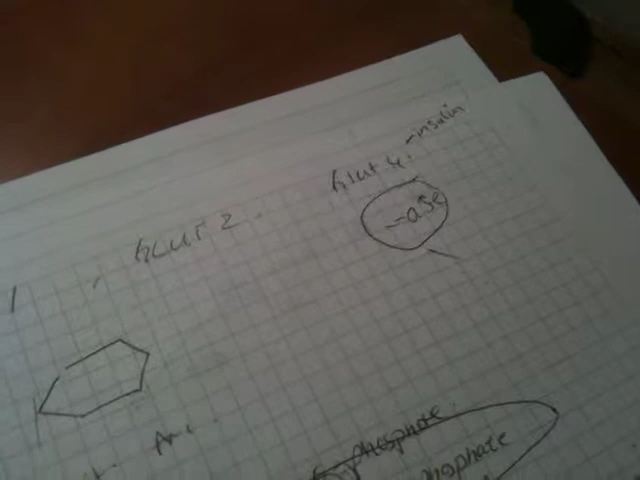 Glut 4. -insulin
GLUT 2.
-ase
phosphate
phosphate